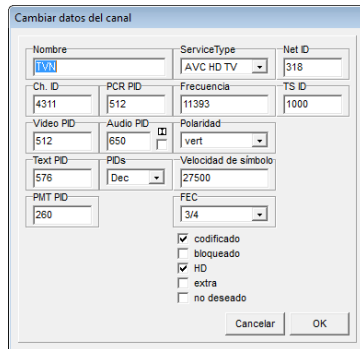 Cambiar datos del canal
Nombre ServiceType Net ID
TVN AVC HD TV 318
Ch. ID PCR PID Frecuencia TS ID
4311 512 11393 1000
Video PID Audio PID Polaridad
512 650 vert
Text PID PIDs Velocidad de símbolo
576 Dec 27500
PMT PID FEC
260 3/4
codificado
bloqueado
HD
extra
no deseado
Cancelar OK